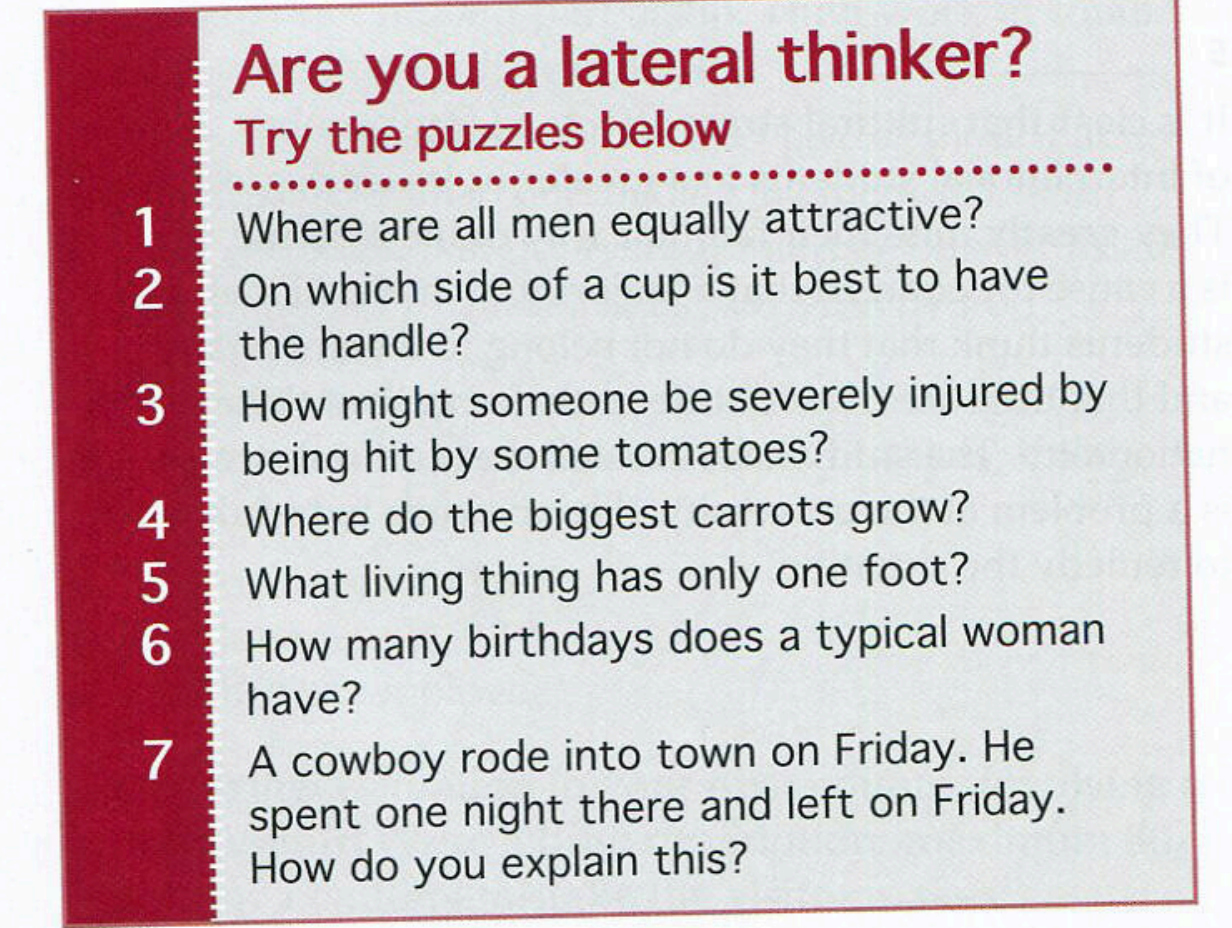 Are you a lateral thinker?
Try the puzzles below
1 Where are all men equally attractive?
2 On which side of a cup is it best to have
the handle?
3 How might someone be severely injured by
being hit by some tomatoes?
4 Where do the biggest carrots grow?
5 What living thing has only one foot?
6 How many birthdays does a typical woman
have?
7 A cowboy rode into town on Friday. He
spent one night there and left on Friday.
How do you explain this?